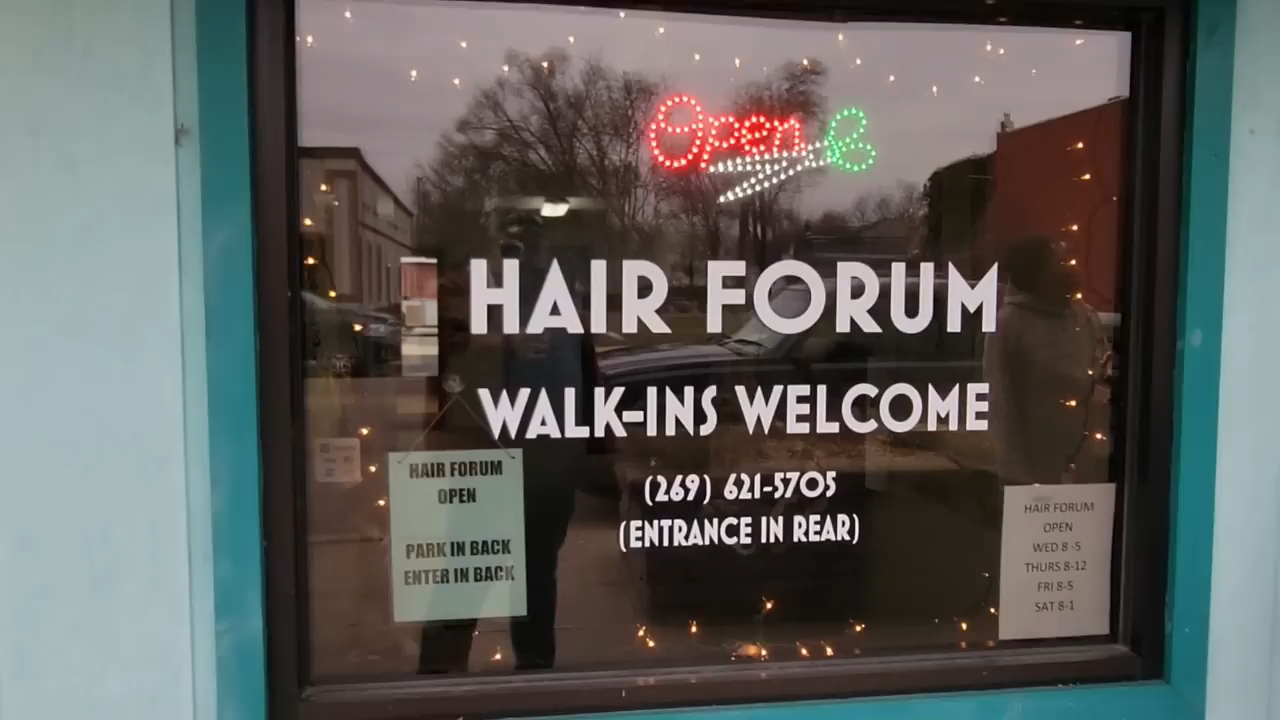 Open
HAIR FORUM
WALK-INS WELCOME
(269) 621-5705
(ENTRANCE IN REAR)
HAIR FORUM
OPEN
PARK IN BACK
ENTER IN BACK
HAIR FORUM
OPEN
WED 8 -5
THURS 8-12
FRI 8-5
SAT 8-1